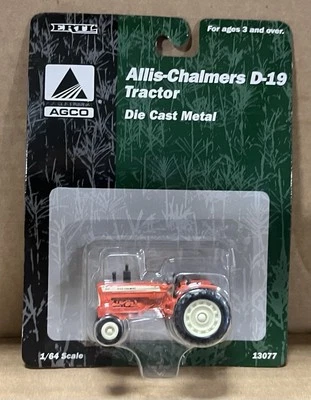 ERTL
For ages 3 and over.
Allis-Chalmers D-19
Tractor
Die Cast Metal
AGCO
1/64 Scale
13077